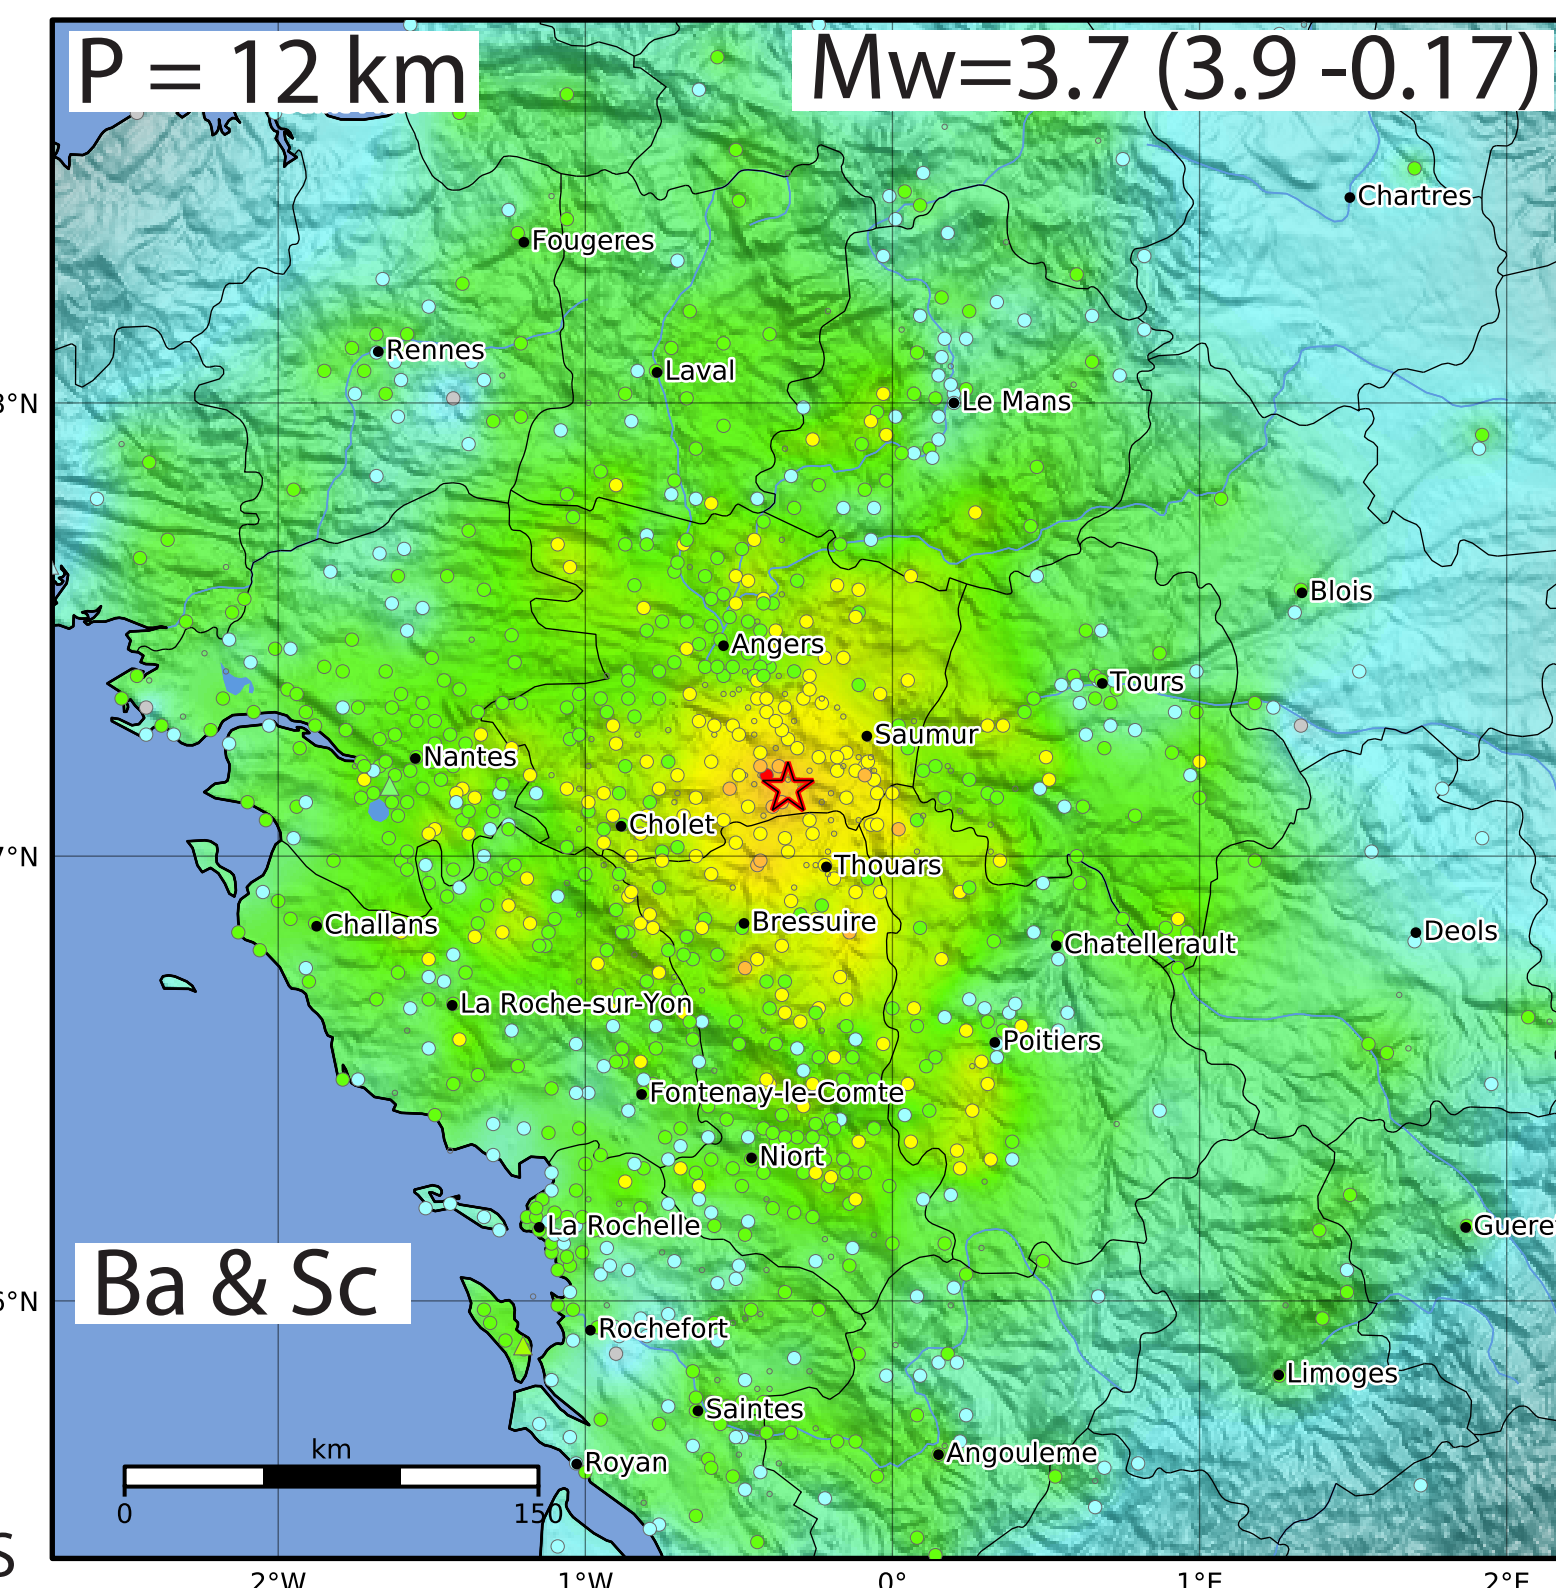 P = 12 km
Mw=3.7 (3.9 -0.17)
Chartres
Fougeres
Rennes
Laval
Le Mans
Blois
Angers
Tours
Saumur
Nantes
Cholet
Thouars
Bressuire
Challans
Deols
Chatellerault
La Roche-sur-Yon
Poitiers
Fontenay-le-Comte
Niort
La Rochelle
Ba & Sc
Rochefort
Limoges
Saintes
Angouleme
Royan
km
0
150
2°W
1°W
0°
1°E
2°E